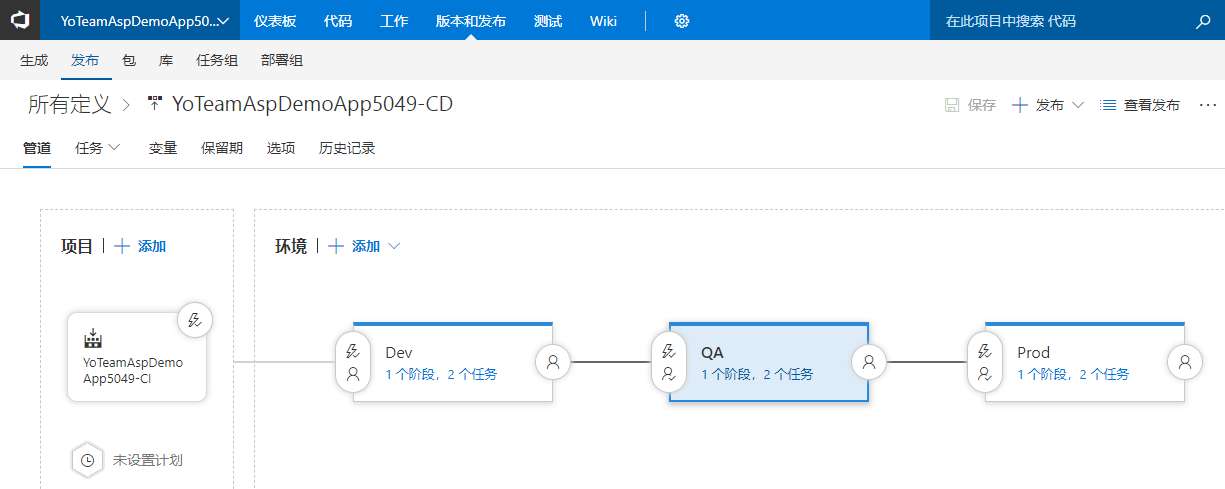 YoTeamAspDemoApp50... 仪表板 代码 工作 版本和发布 测试 Wiki 在此项目中搜索 代码
生成 发布 包 库 任务组 部署组
所有定义 > YoTeamAspDemoApp5049-CD 保存 + 发布 查看发布 ...
管道 任务 变量 保留期 选项 历史记录
项目 | + 添加
环境 | + 添加
YoTeamAspDemo
App5049-CI
Dev
1 个阶段，2 个任务
QA
1 个阶段，2 个任务
Prod
1 个阶段，2 个任务
未设置计划